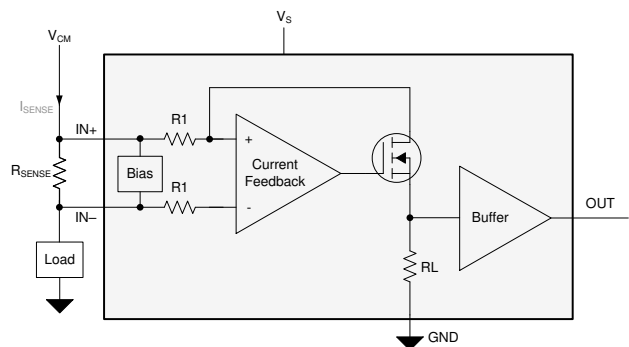 VS
VCM
ISENSE
IN+
R1
+
RSENSE
Bias
Current
Feedback
R1
-
IN–
Load
Buffer
OUT
RL
GND